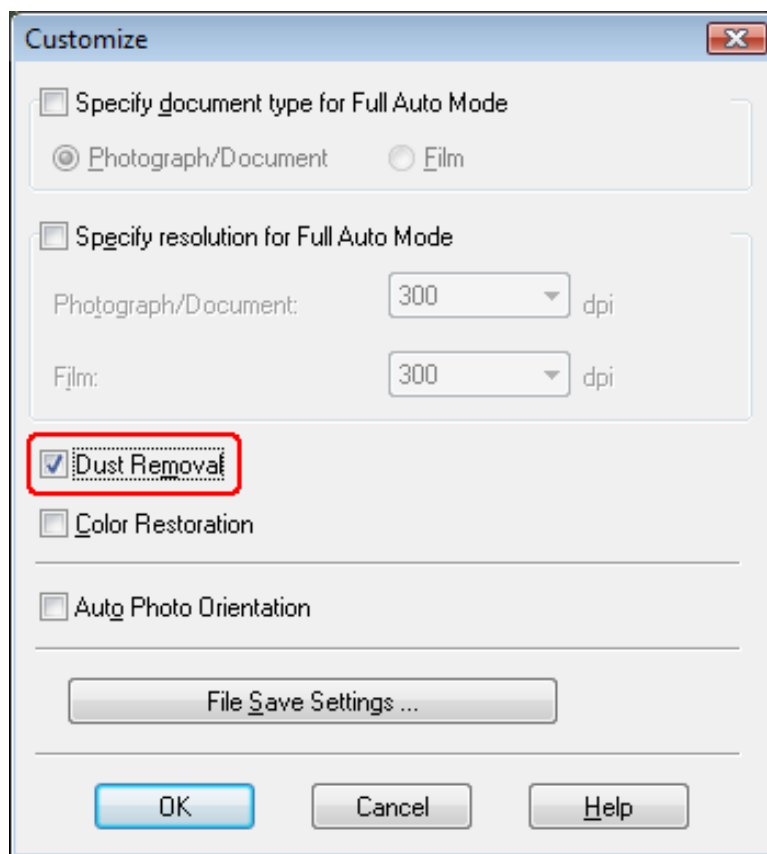 Customize
Specify document type for Full Auto Mode
Photograph/Document Film
Specify resolution for Full Auto Mode
Photograph/Document: 300 dpi
Film: 300 dpi
Dust Removal
Color Restoration
Auto Photo Orientation
File Save Settings ...
OK Cancel Help